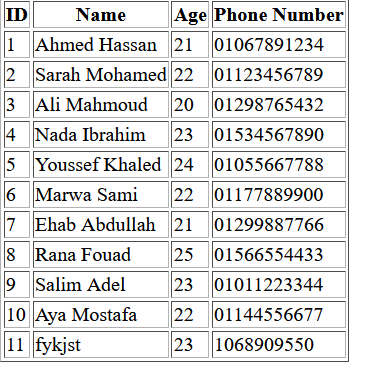 ID Name Age Phone Number
1 Ahmed Hassan 21 01067891234
2 Sarah Mohamed 22 01123456789
3 Ali Mahmoud 20 01298765432
4 Nada Ibrahim 23 01534567890
5 Youssef Khaled 24 01055667788
6 Marwa Sami 22 01177889900
7 Ehab Abdullah 21 01299887766
8 Rana Fouad 25 01566554433
9 Salim Adel 23 01011223344
10 Aya Mostafa 22 01144556677
11 fykjst 23 1068909550